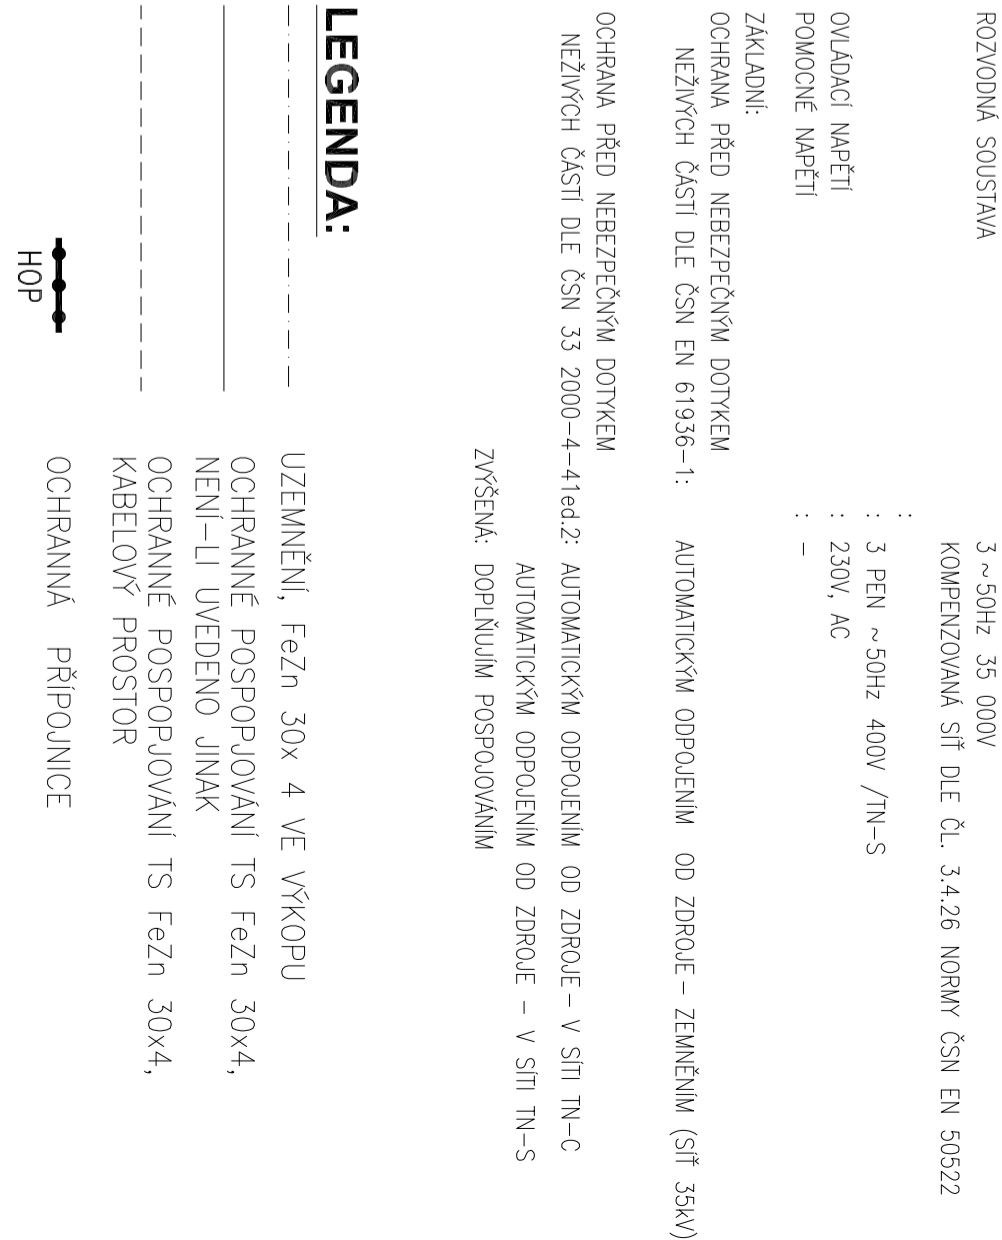 ROZVODNÁ SOUSTAVA 3 ~ 50Hz 35 000V
KOMPENZOVANÁ SÍŤ DLE ČL. 3.4.26 NORMY ČSN EN 50522
:
: 3 PEN ~ 50Hz 400V /TN-S
OVLÁDACÍ NAPĚTÍ : 230V, AC
POMOCNÉ NAPĚTÍ : -
ZÁKLADNÍ:
OCHRANA PŘED NEBEZPEČNÝM DOTYKEM
NEŽIVÝCH ČÁSTÍ DLE ČSN EN 61936-1: AUTOMATICKÝM ODPOJENÍM OD ZDROJE- ZEMNĚNÍM (SÍŤ 35kV)
OCHRANA PŘED NEBEZPEČNÝM DOTYKEM
NEŽIVÝCH ČÁSTÍ DLE ČSN 33 2000-4-41ed.2: AUTOMATICKÝM ODPOJENÍM OD ZDROJE- V SÍTI TN-C
AUTOMATICKÝM ODPOJENÍM OD ZDROJE - V SÍTI TN-S
ZVÝŠENÁ: DOPLŇUJÍM POSPOJOVÁNÍM
LEGENDA:
UZEMNĚNÍ, FeZn 30x 4 VE VÝKOPU
OCHRANNÉ POSPOPJOVÁNÍ TS FeZn 30x4,
NENÍ-LI UVEDENO JINAK
OCHRANNÉ POSPOPJOVÁNÍ TS FeZn 30x4,
KABELOVÝ PROSTOR
HOP
OCHRANNÁ PŘÍPOJNICE